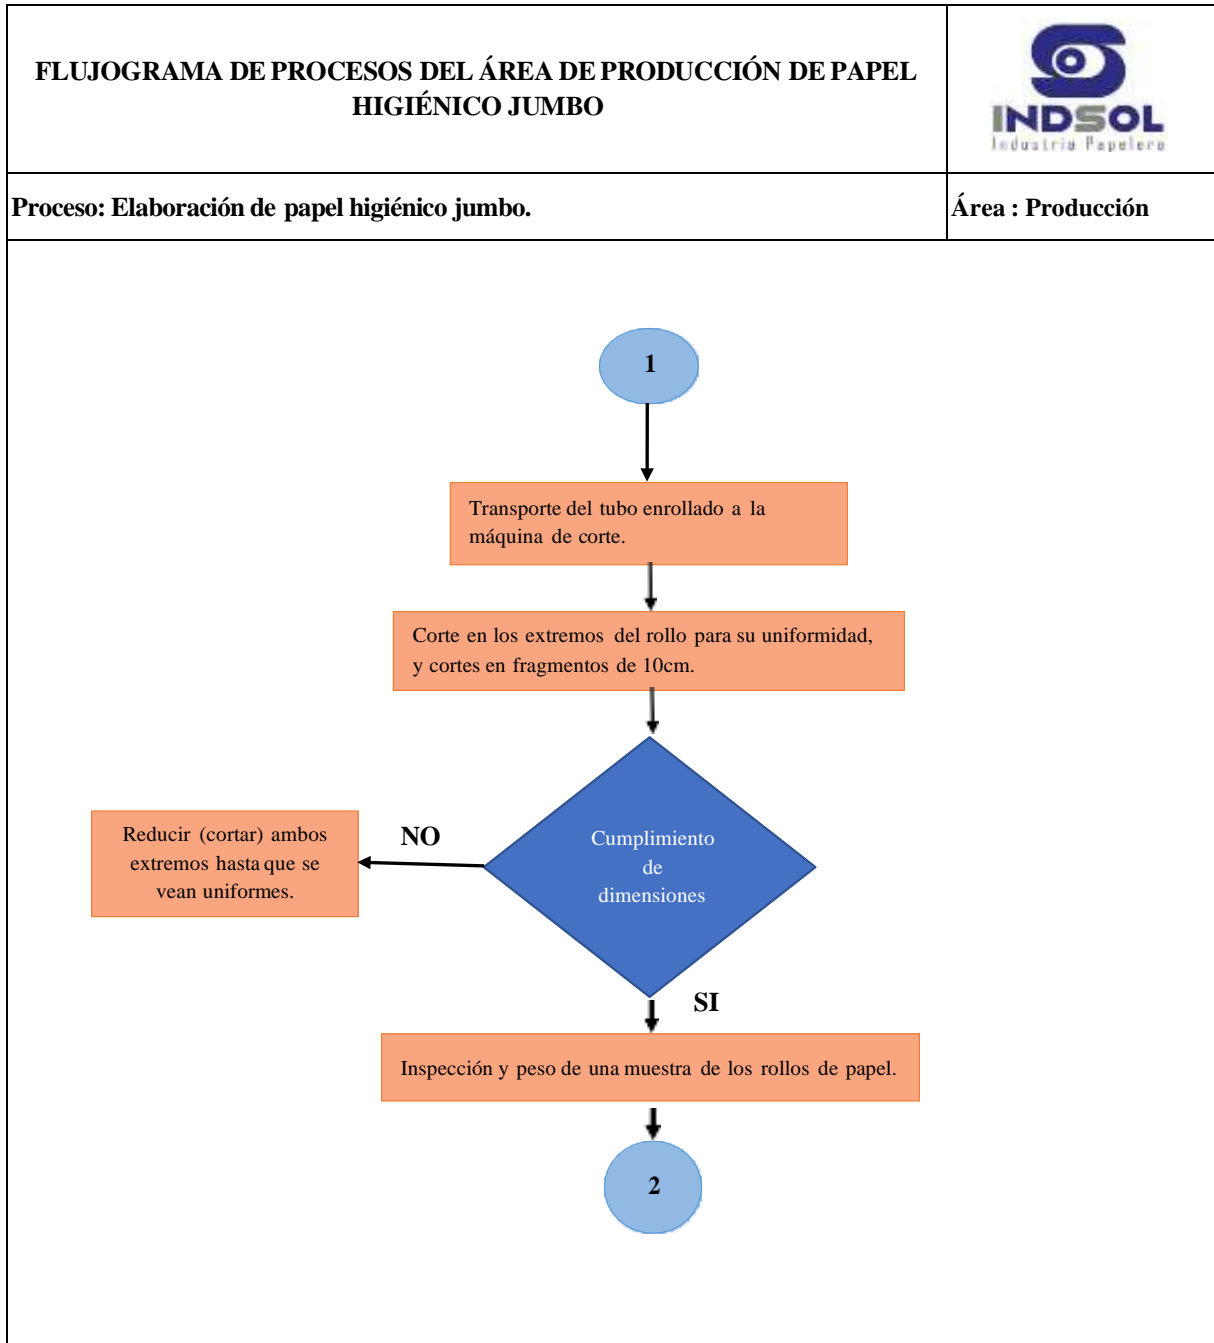 FLUJOGRAMA DE PROCESOS DEL ÁREA DE PRODUCCIÓN DE PAPEL
HIGIÉNICO JUMBO
INDSOL
Industria Papelera
Proceso: Elaboración de papel higiénico jumbo.
Área : Producción
1
Transporte del tubo enrollado a la
máquina de corte.
Corte en los extremos del rollo para su uniformidad,
y cortes en fragmentos de 10cm.
Cumplimiento
de
dimensiones
NO
Reducir (cortar) ambos
extremos hasta que se
vean uniformes.
SI
Inspección y peso de una muestra de los rollos de papel.
2